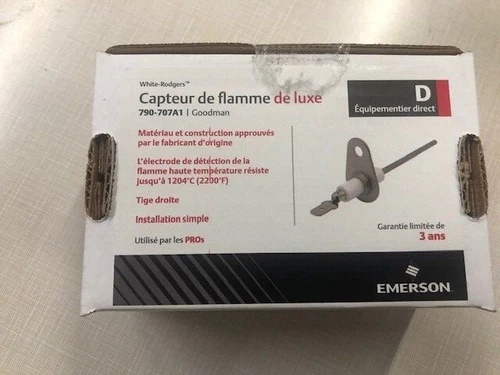 White-Rodgers™
Capteur de flamme de luxe
790-707A1 | Goodman
Matériau et construction approuvés
par le fabricant d'origine
L'électrode de détection de la
flamme haute température résiste
jusqu'à 1204°C (2200°F)
Tige droite
Installation simple
Utilisé par les PROs
D
Équipementier direct
Garantie limitée de
3 ans
EMERSON